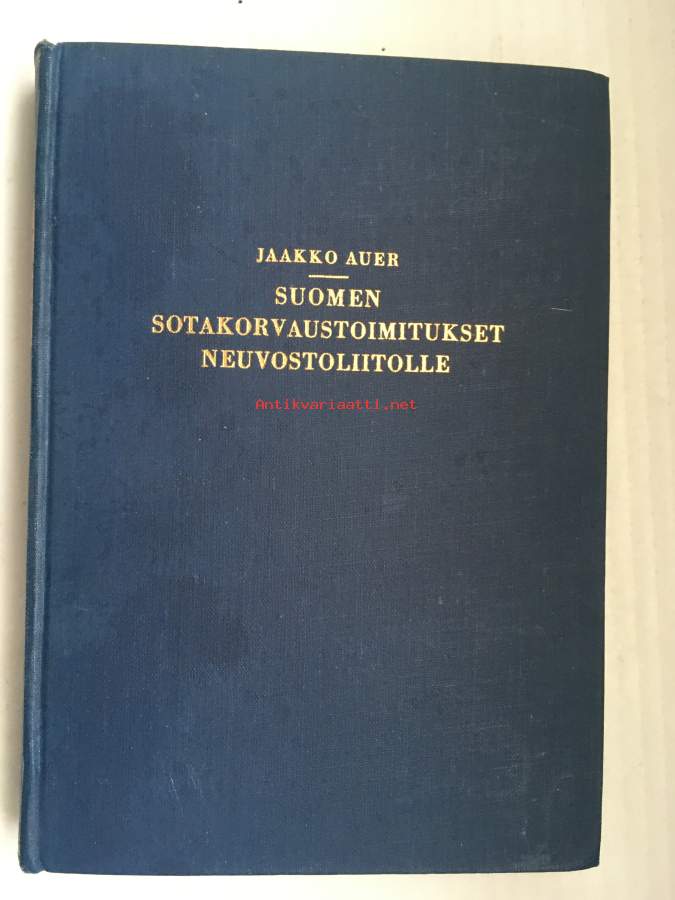 JAAKKO AUER
SUOMEN
SOTAKORVAUSTOIMITUKSET
NEUVOSTOLIITOLLE
Antikvariaatti.net